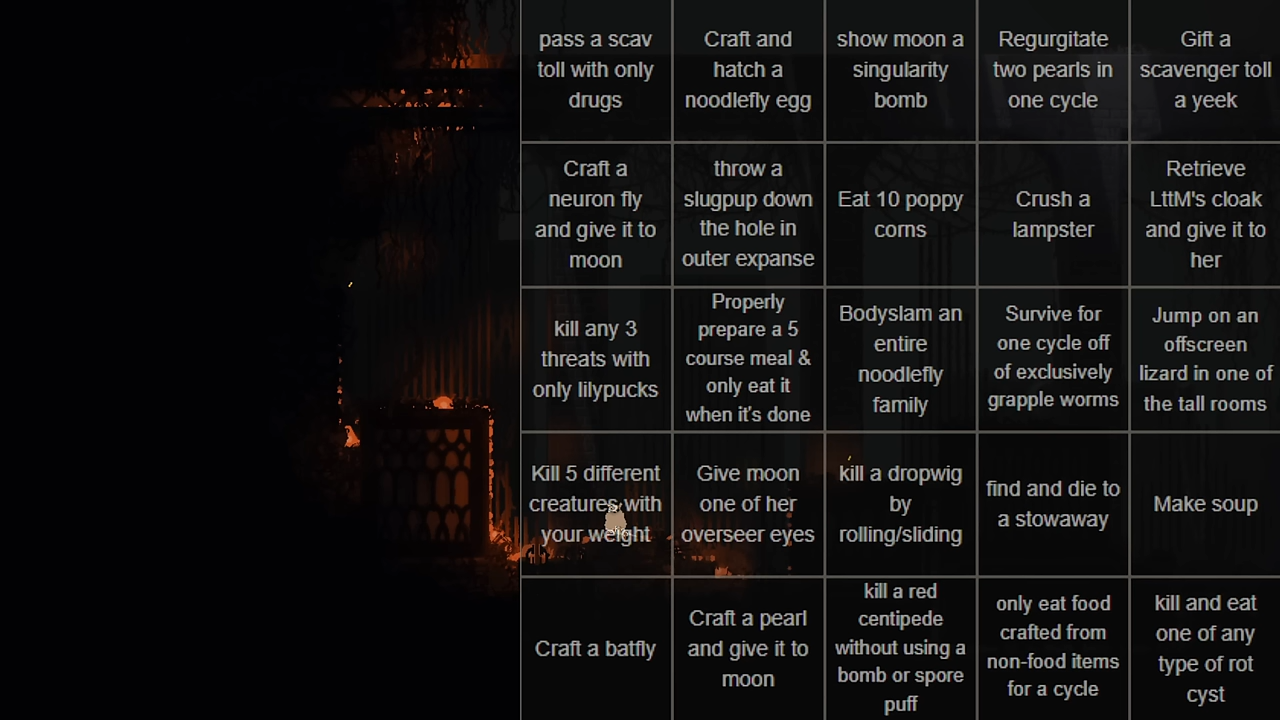 pass a scav
toll with only
drugs
Craft and
hatch a
noodlefly egg
show moon a
singularity
bomb
Regurgitate
two pearls in
one cycle
Gift a
scavenger toll
a yeek
Craft a
neuron fly
and give it to
moon
throw a
slugpup down
the hole in
outer expanse
Eat 10 poppy
corns
Crush a
lampster
Retrieve
LttM's cloak
and give it to
her
kill any 3
threats with
only lilypucks
Properly
prepare a 5
course meal &
only eat it
when it's done
Bodyslam an
entire
noodlefly
family
Survive for
one cycle off
of exclusively
grapple worms
Jump on an
offscreen
lizard in one of
the tall rooms
Kill 5 different
creatures with
your weight
Give moon
one of her
overseer eyes
kill a dropwig
by
rolling/sliding
find and die to
a stowaway
Make soup
Craft a batfly
Craft a pearl
and give it to
moon
kill a red
centipede
without using a
bomb or spore
puff
only eat food
crafted from
non-food items
for a cycle
kill and eat
one of any
type of rot
cyst